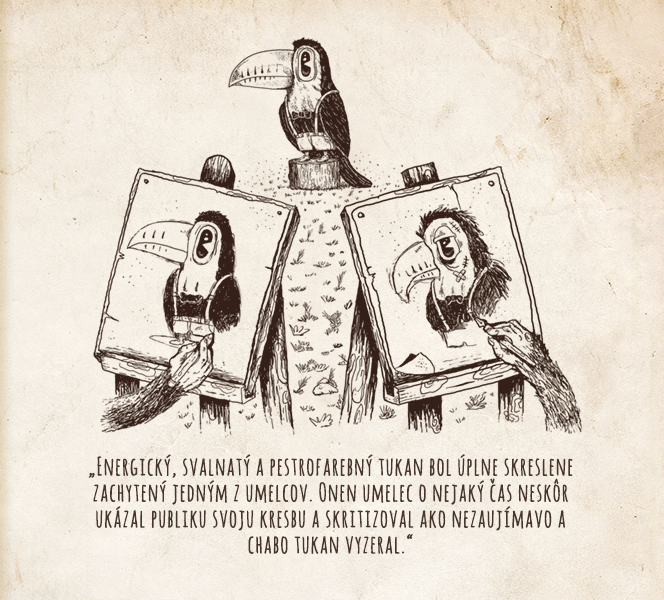 „Energický, svalnatý a pestrofarebný tukan bol úplne skreslene
zachytený jedným z umelcov. Onen umelec o nejaký čas neskôr
ukázal publiku svoju kresbu a skritizoval ako nezaujímavo a
chabo tukan vyzeral.“